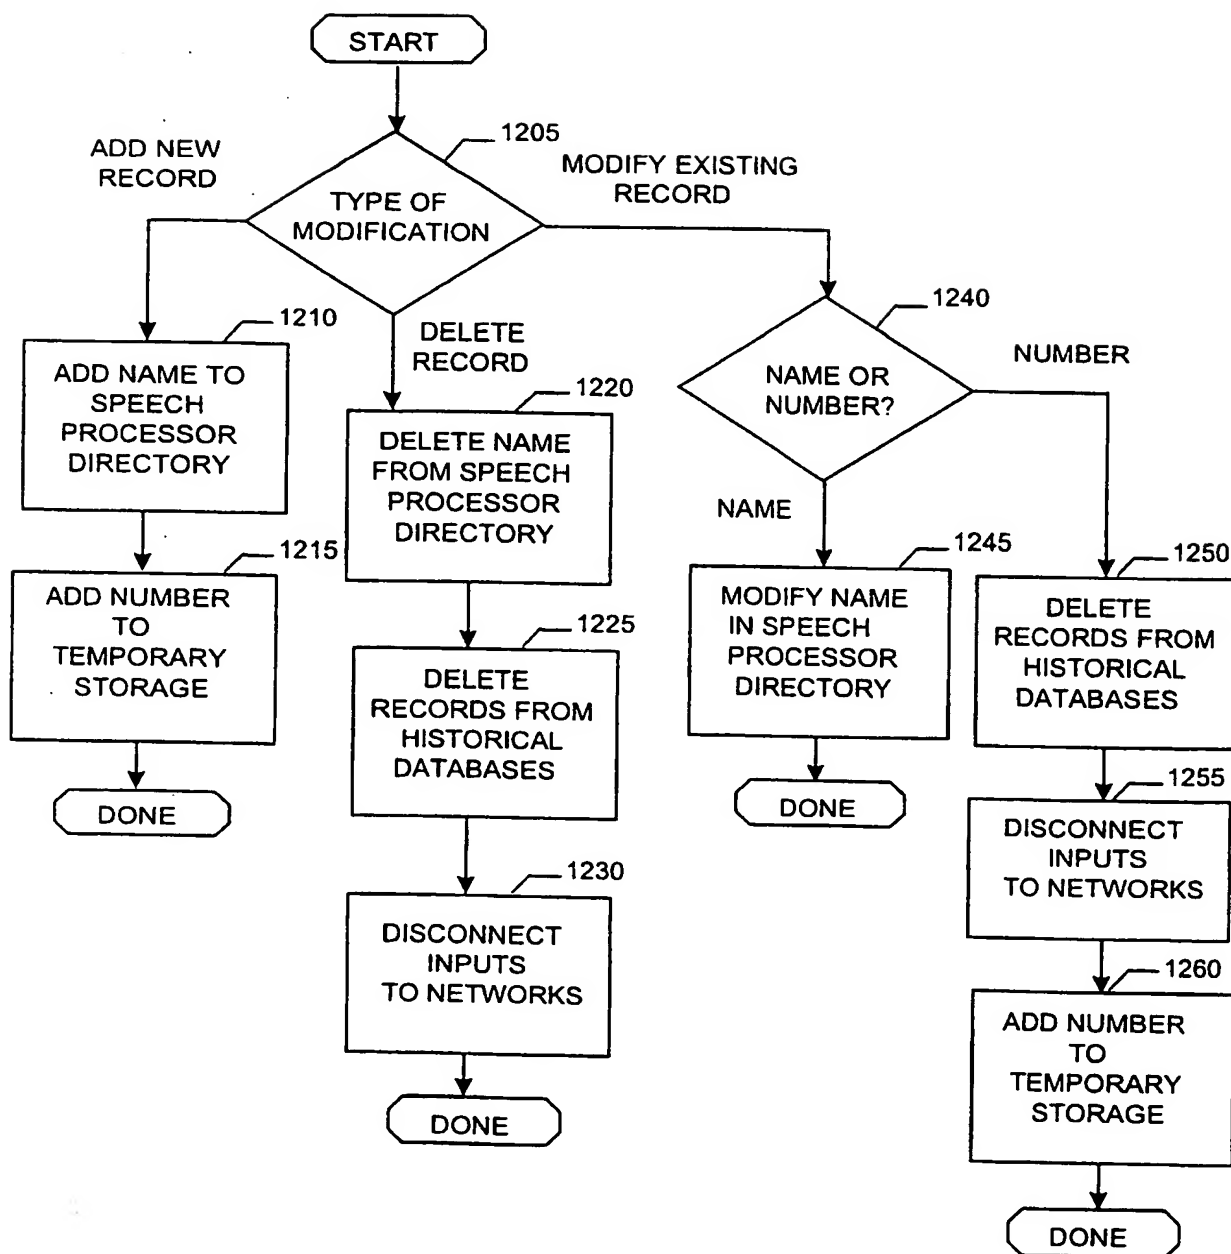 START
1205
ADD NEW
RECORD
TYPE OF
MODIFICATION
MODIFY EXISTING
RECORD
1210
ADD NAME TO
SPEECH
PROCESSOR
DIRECTORY
1215
ADD NUMBER
TO
TEMPORARY
STORAGE
DONE
DELETE
RECORD
1220
DELETE NAME
FROM SPEECH
PROCESSOR
DIRECTORY
1225
DELETE
RECORDS FROM
HISTORICAL
DATABASES
1230
DISCONNECT
INPUTS
TO NETWORKS
DONE
1240
NAME OR
NUMBER?
NAME
1245
MODIFY NAME
IN SPEECH
PROCESSOR
DIRECTORY
DONE
NUMBER
1250
DELETE
RECORDS FROM
HISTORICAL
DATABASES
1255
DISCONNECT
INPUTS
TO NETWORKS
1260
ADD NUMBER
TO
TEMPORARY
STORAGE
DONE